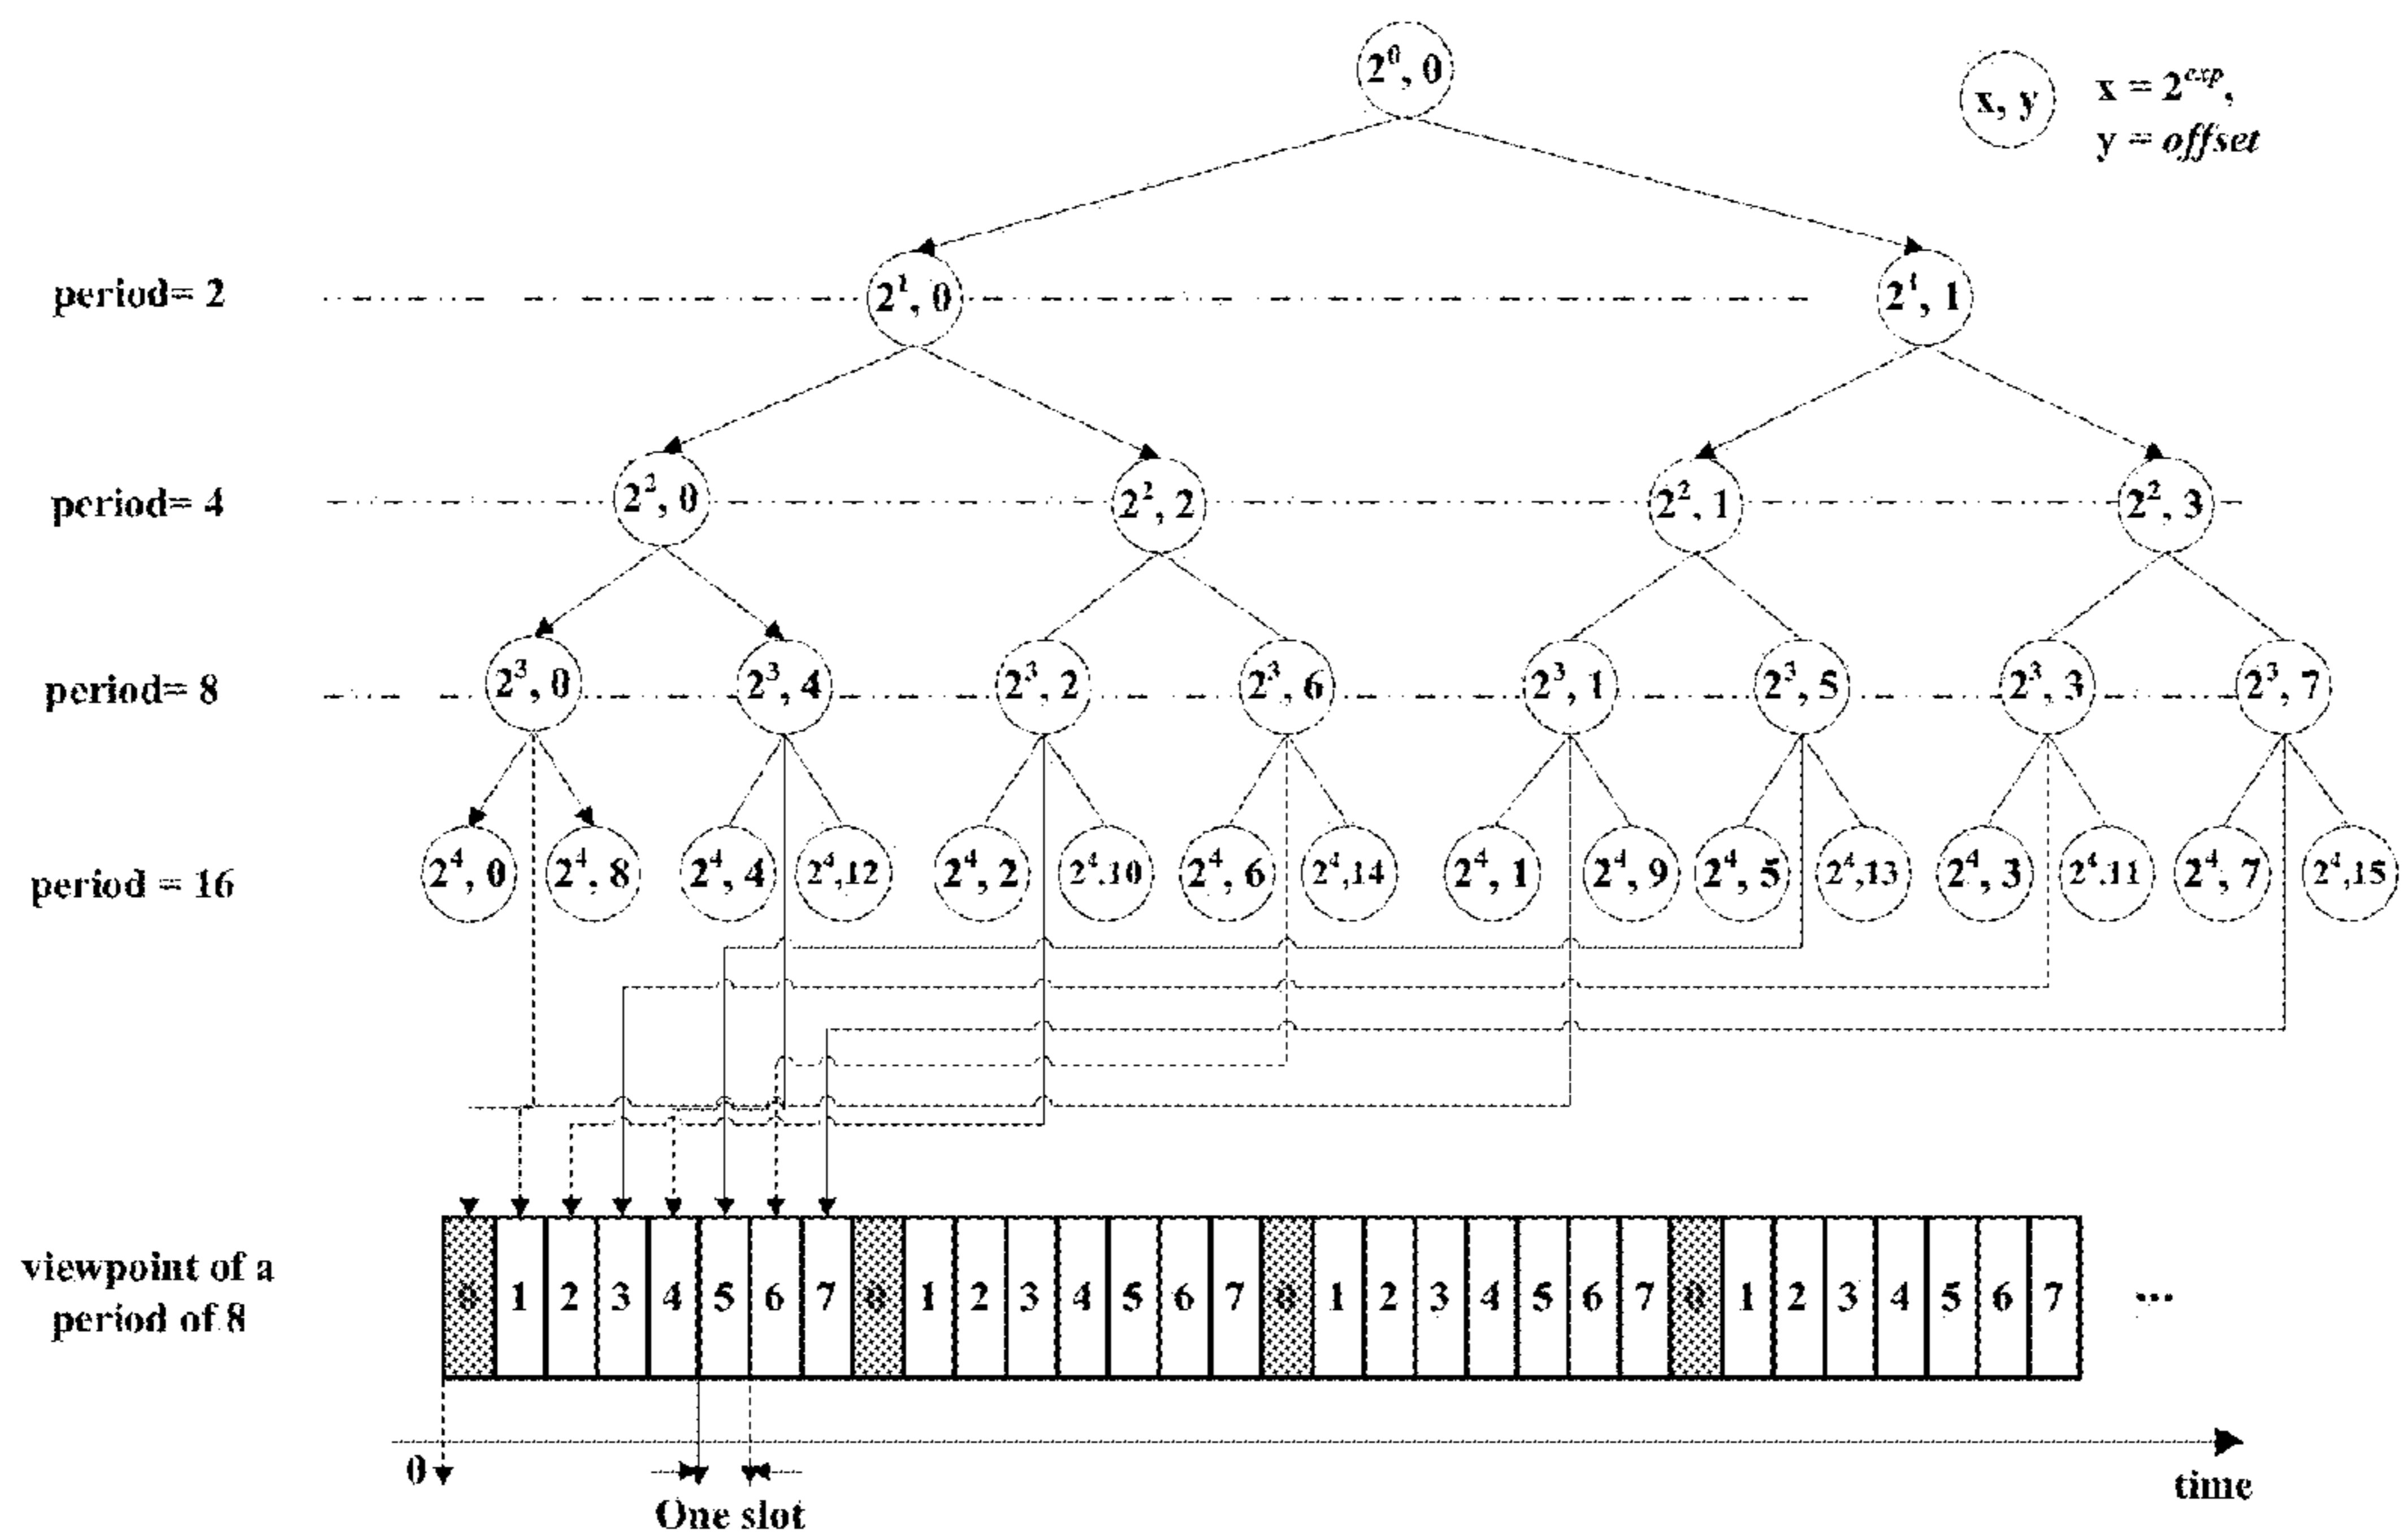 2⁰, 0
x, y
x = 2ᵉˣᵖ,
y = offset
period= 2
2¹, 0
2¹, 1
period= 4
2², 0
2², 2
2², 1
2², 3
period= 8
2³, 0
2³, 4
2³, 2
2³, 6
2³, 1
2³, 5
2³, 3
2³, 7
period = 16
2⁴, 0
2⁴, 8
2⁴, 4
2⁴,12
2⁴, 2
2⁴.10
2⁴, 6
2⁴,14
2⁴, 1
2⁴, 9
2⁴, 5
2⁴,13
2⁴, 3
2⁴.11
2⁴, 7
2⁴,15
viewpoint of a
period of 8
0 1 2 3 4 5 6 7 0 1 2 3 4 5 6 7 0 1 2 3 4 5 6 7 0 1 2 3 4 5 6 7 ...
0
One slot
time